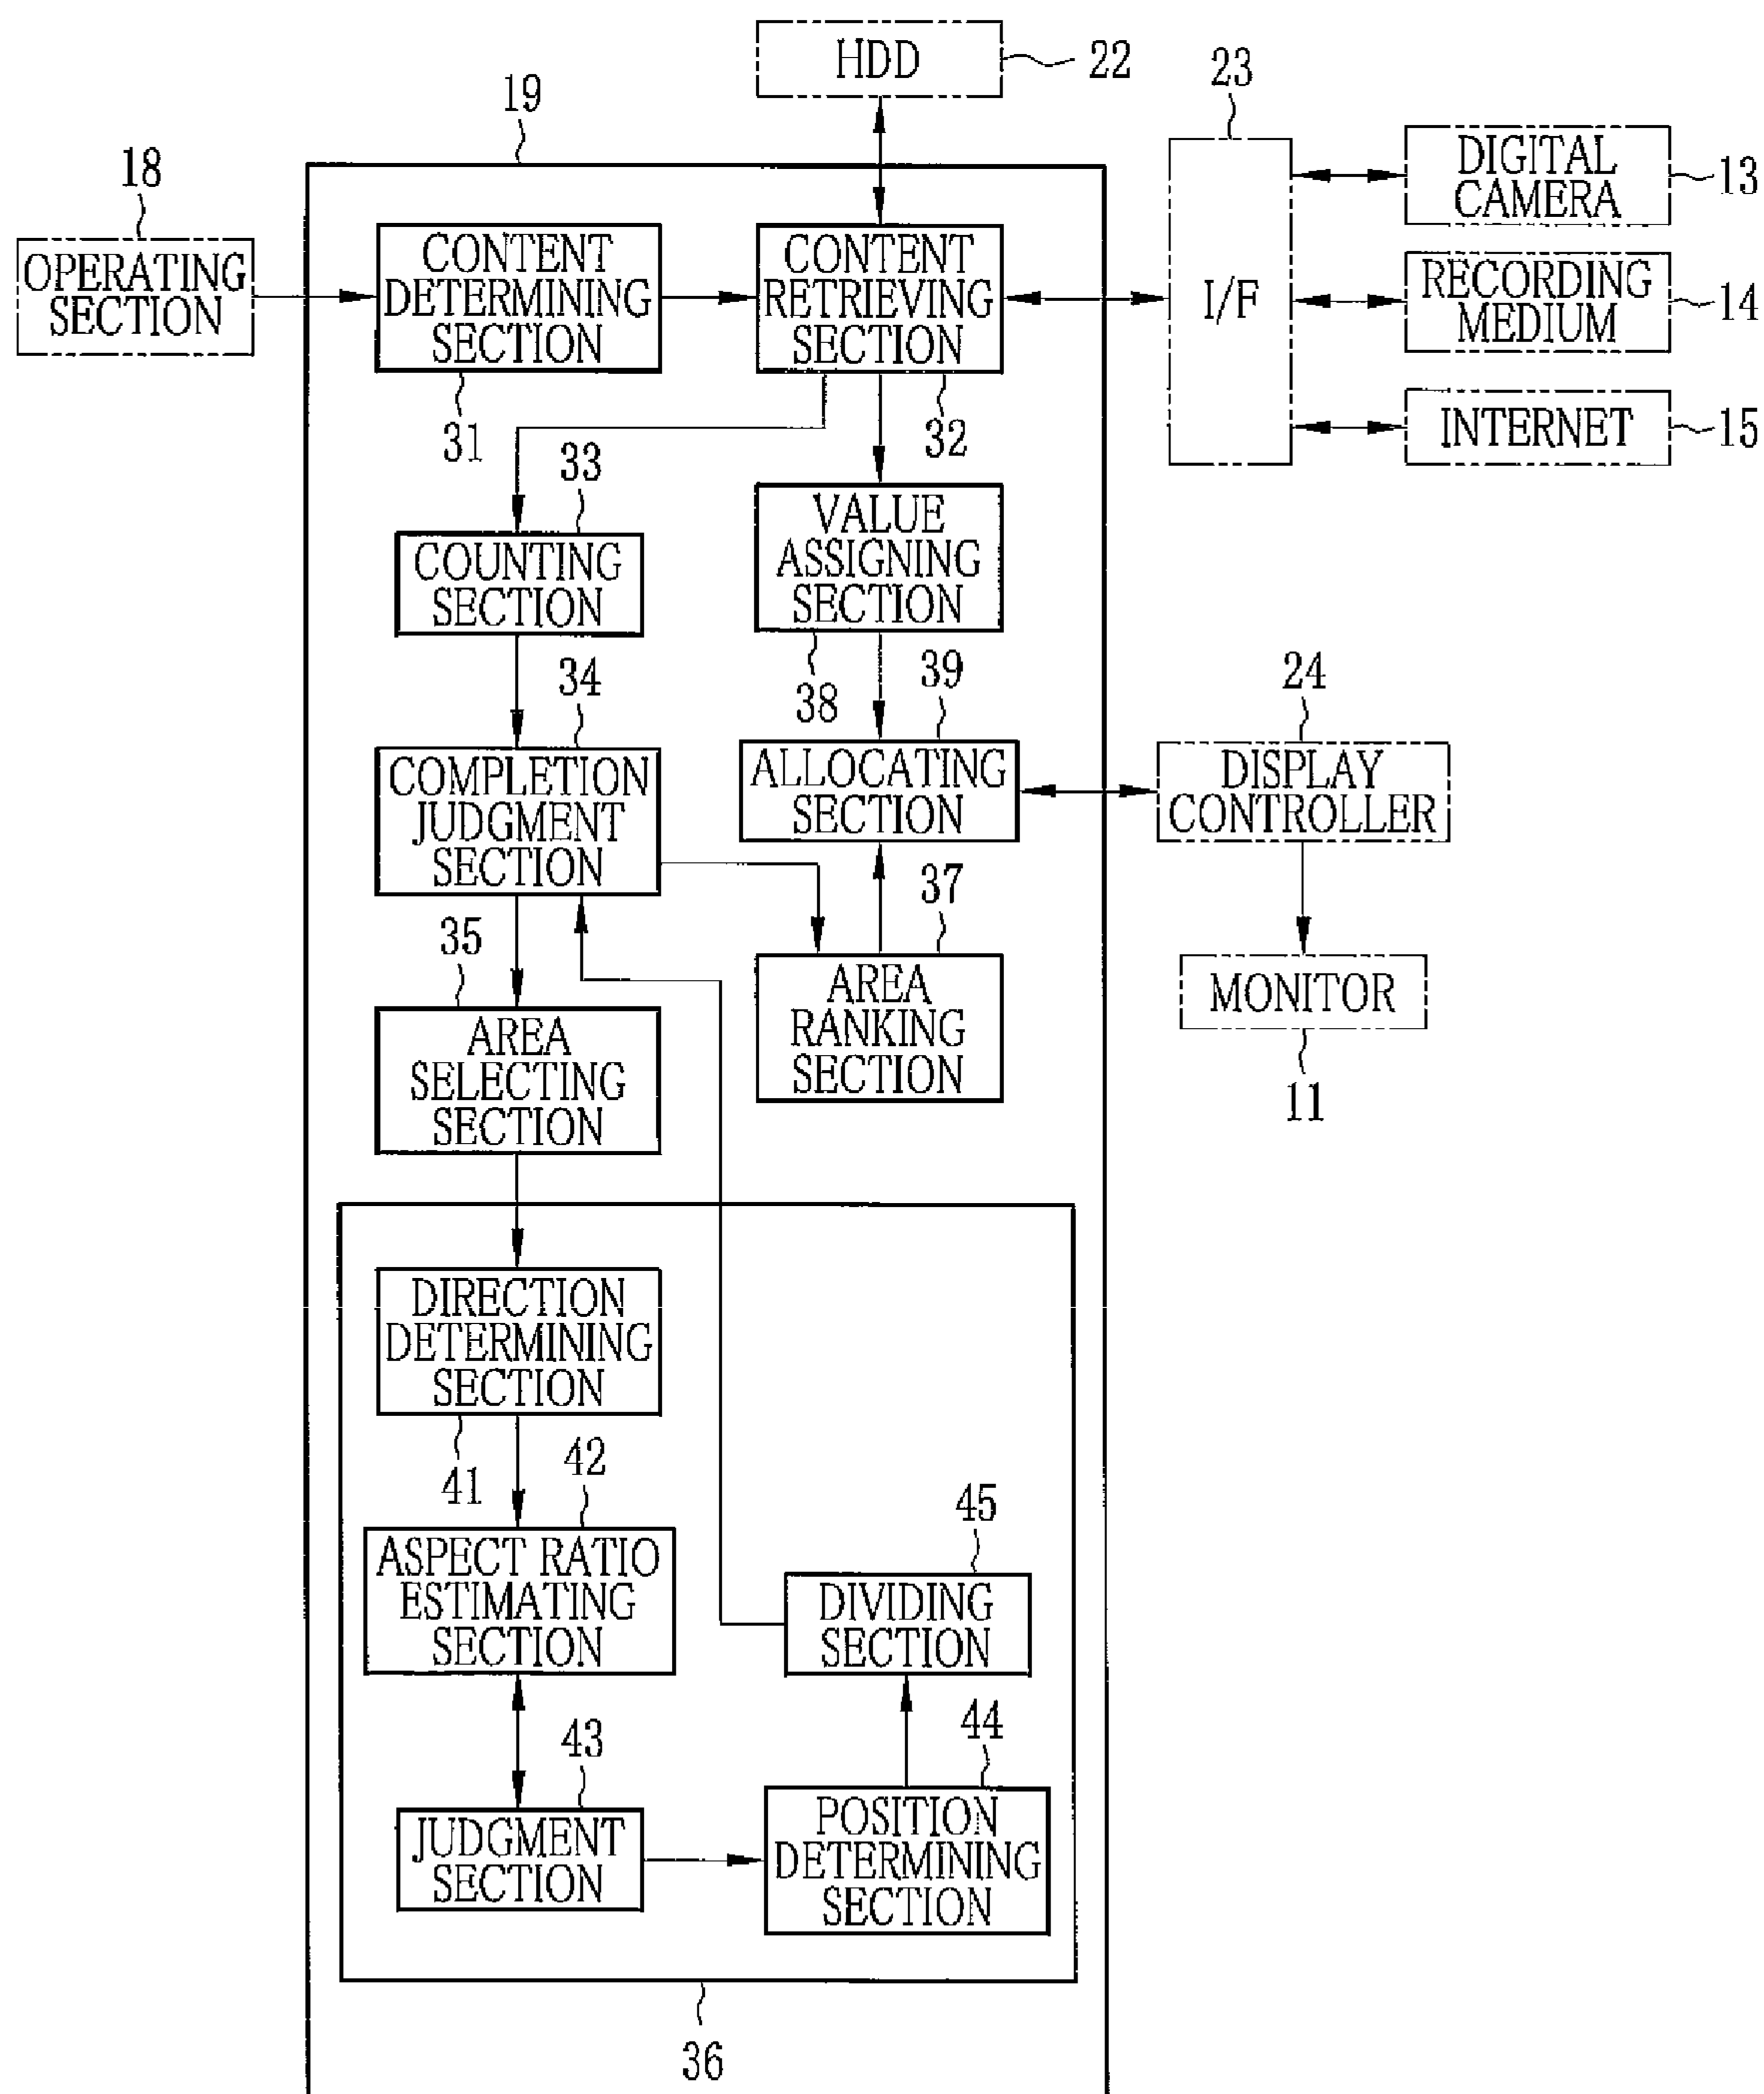 HDD
22
23
19
DIGITAL
CAMERA
13
18
OPERATING
SECTION
CONTENT
DETERMINING
SECTION
31
CONTENT
RETRIEVING
SECTION
32
I/F
RECORDING
MEDIUM
14
INTERNET
15
33
COUNTING
SECTION
VALUE
ASSIGNING
SECTION
38
34
COMPLETION
JUDGMENT
SECTION
39
ALLOCATING
SECTION
24
DISPLAY
CONTROLLER
37
AREA
RANKING
SECTION
MONITOR
11
35
AREA
SELECTING
SECTION
DIRECTION
DETERMINING
SECTION
41
42
ASPECT RATIO
ESTIMATING
SECTION
45
DIVIDING
SECTION
43
JUDGMENT
SECTION
44
POSITION
DETERMINING
SECTION
36